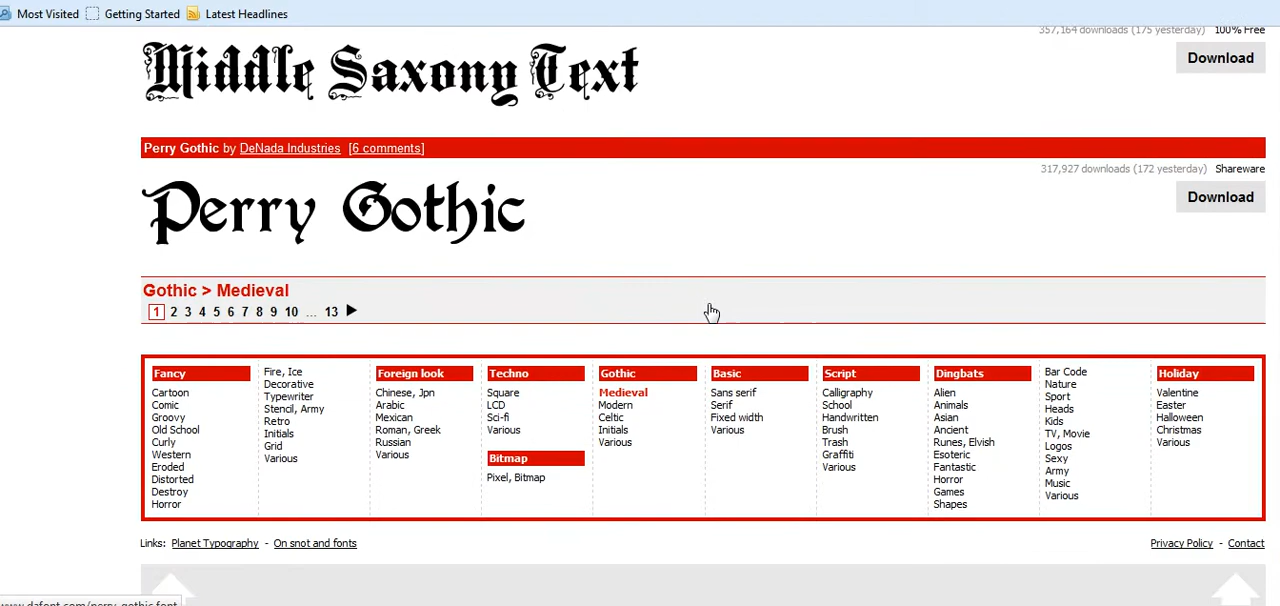 Most Visited Getting Started Latest Headlines
357,164 downloads (175 yesterday) 100% Free
Middle Saxony Text
Download
Perry Gothic by DeNada Industries [6 comments]
317,927 downloads (172 yesterday) Shareware
Perry Gothic
Download
Gothic > Medieval
1 2 3 4 5 6 7 8 9 10 ... 13
Fancy
Cartoon
Comic
Groovy
Old School
Curly
Western
Eroded
Distorted
Destroy
Horror
Fire, Ice
Decorative
Typewriter
Stencil, Army
Retro
Initials
Grid
Various
Foreign look
Chinese, Jpn
Arabic
Mexican
Roman, Greek
Russian
Various
Techno
Square
LCD
Sci-fi
Various
Bitmap
Pixel, Bitmap
Gothic
Medieval
Modern
Celtic
Initials
Various
Basic
Sans serif
Serif
Fixed width
Various
Script
Calligraphy
School
Handwritten
Brush
Trash
Graffiti
Various
Dingbats
Alien
Animals
Asian
Ancient
Runes, Elvish
Esoteric
Fantastic
Horror
Games
Shapes
Bar Code
Nature
Sport
Heads
Kids
TV, Movie
Logos
Sexy
Army
Music
Various
Holiday
Valentine
Easter
Halloween
Christmas
Various
Links: Planet Typography - On snot and fonts
Privacy Policy - Contact
www.dafont.com/perry-gothic.font